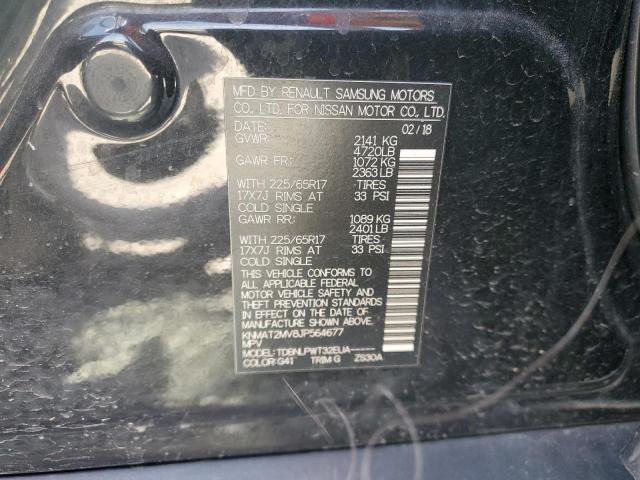 MFD BY RENAULT SAMSUNG MOTORS
CO., LTD. FOR NISSAN MOTOR CO., LTD.
DATE: 02/18
GVWR: 2141 KG
4720LB
GAWR FR: 1072 KG
2363 LB
WITH 225/65R17 TIRES
17X7J RIMS AT 33 PSI
COLD SINGLE
GAWR RR: 1089 KG
2401 LB
WITH 225/65R17 TIRES
17X7J RIMS AT 33 PSI
COLD SINGLE
THIS VEHICLE CONFORMS TO
ALL APPLICABLE FEDERAL
MOTOR VEHICLE SAFETY AND
THEFT PREVENTION STANDARDS
IN EFFECT ON THE DATE OF
MANUFACTURE SHOWN ABOVE.
KNMAT2MV8JP564677
MPV
MODEL: TDBNLPWT32EUA------
COLOR: G41 TRIM: G ZS30A